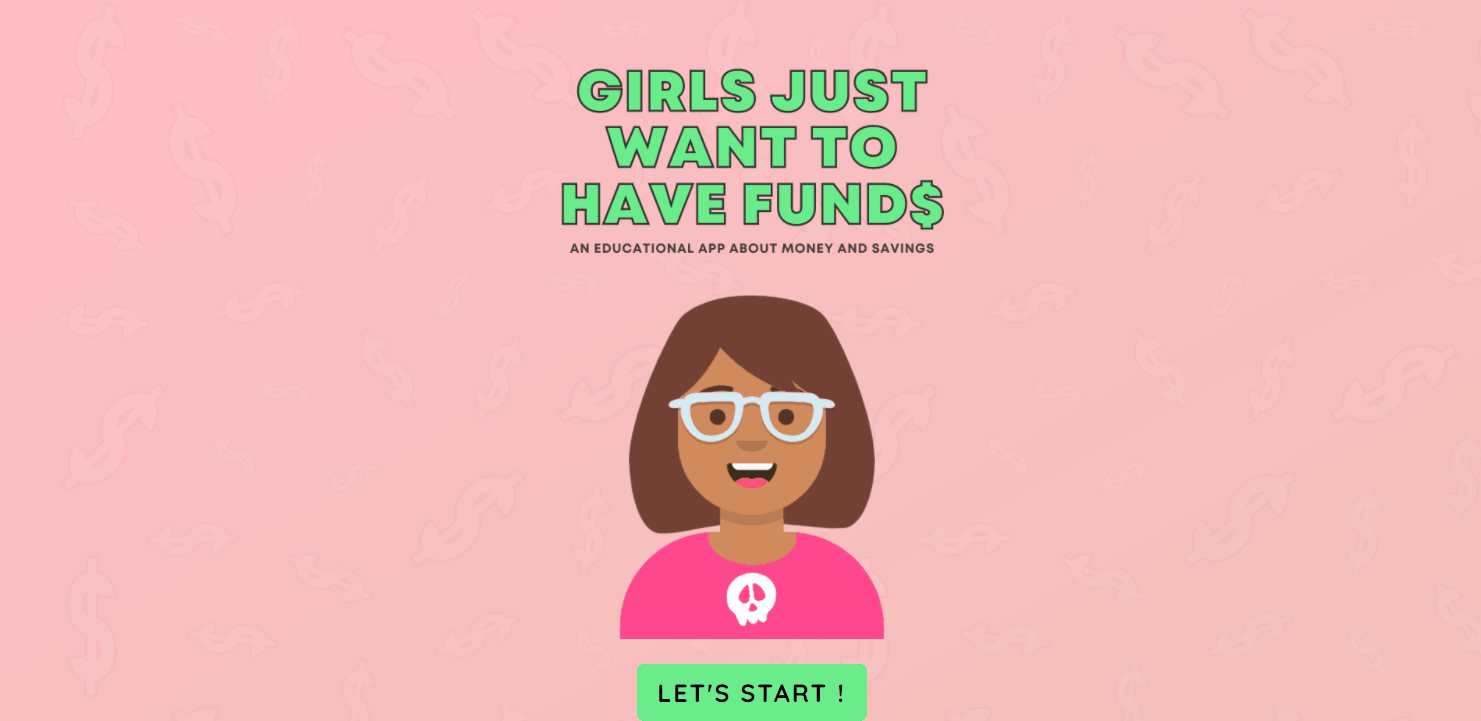 GIRLS JUST
WANT TO
HAVE FUND$
AN EDUCATIONAL APP ABOUT MONEY AND SAVINGS
LET'S START !